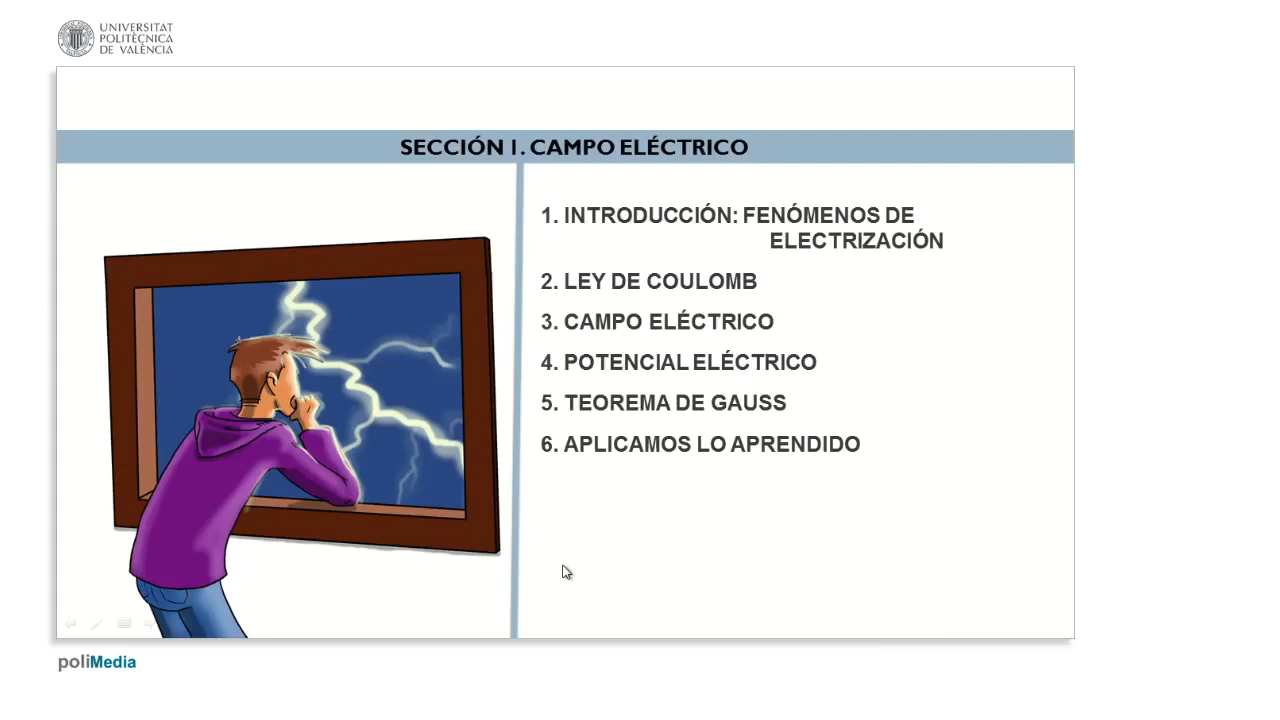 UNIVERSITAT
POLITÈCNICA
DE VALÈNCIA
SECCIÓN 1. CAMPO ELÉCTRICO
1. INTRODUCCIÓN: FENÓMENOS DE
ELECTRIZACIÓN
2. LEY DE COULOMB
3. CAMPO ELÉCTRICO
4. POTENCIAL ELÉCTRICO
5. TEOREMA DE GAUSS
6. APLICAMOS LO APRENDIDO
poliMedia